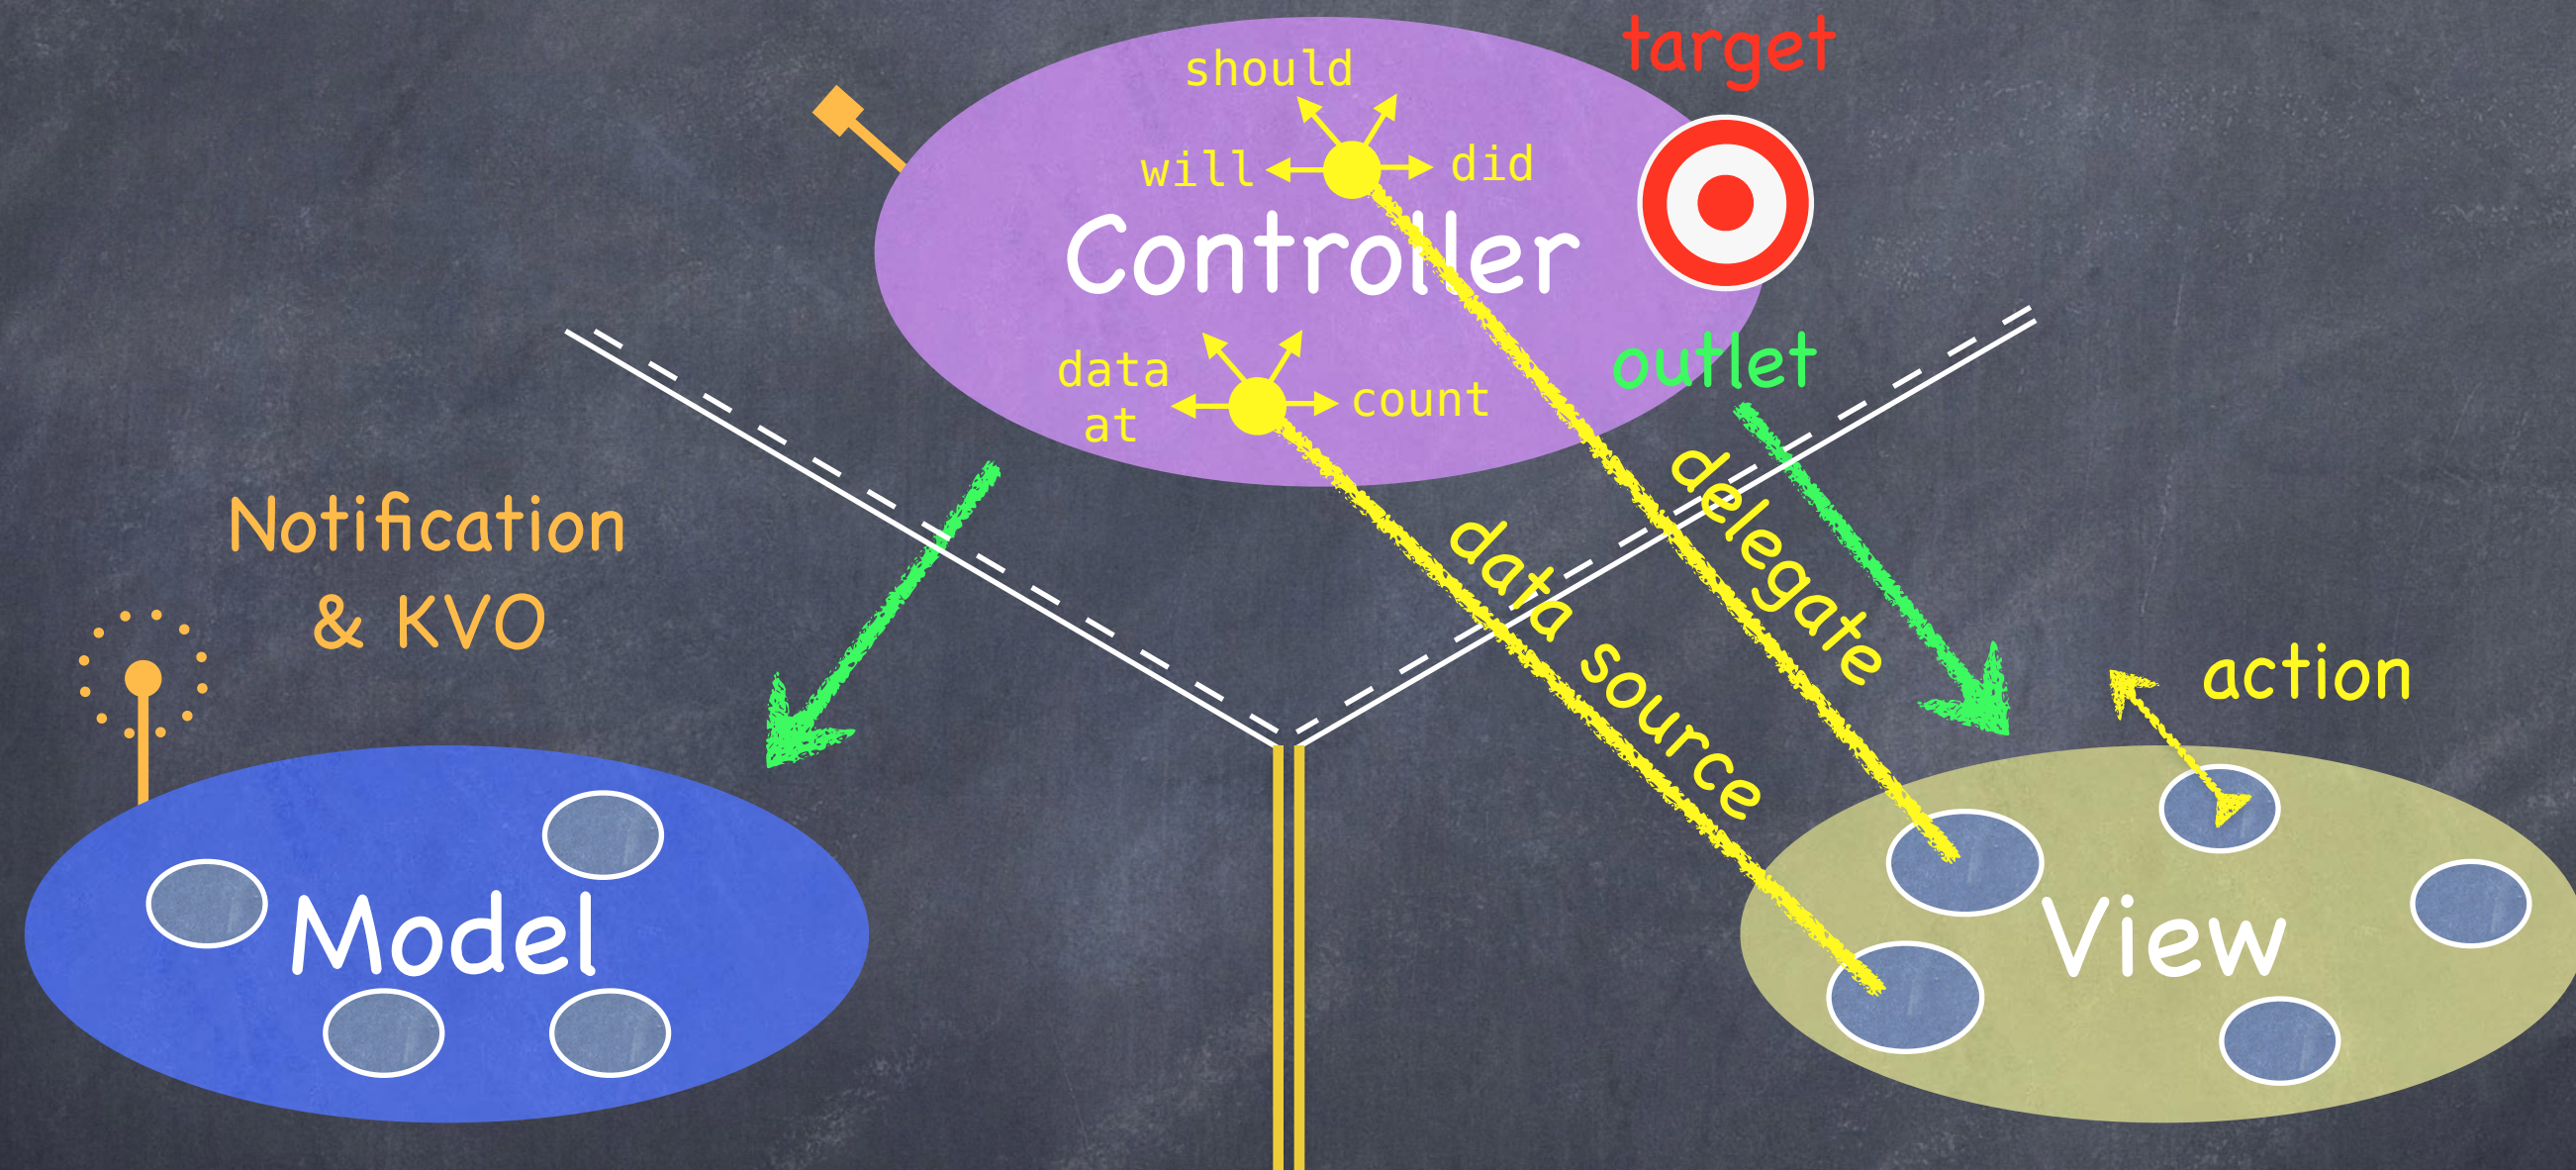 target
should
will
did
Controller
outlet
data
at
count
delegate
data source
Notification
& KVO
action
Model
View